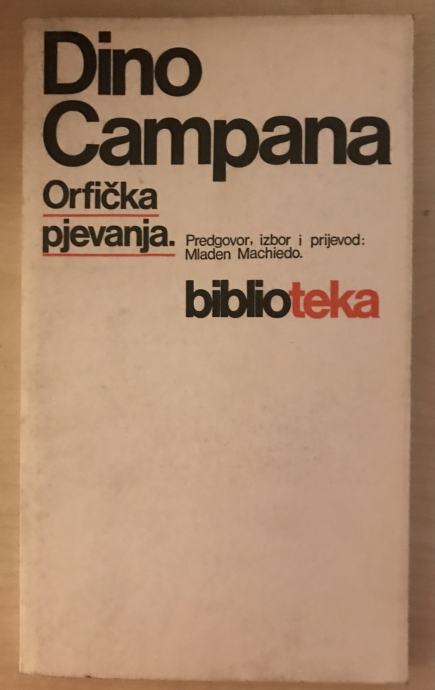 Dino
Campana
Orfička
pjevanja.
Predgovor, izbor i prijevod:
Mladen Machiedo.
biblioteka